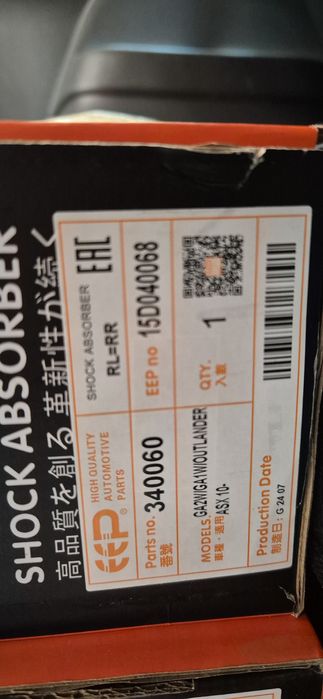 SHOCK ABSORBER
高品質を創る革新性が続く
EEP
®
HIGH QUALITY
AUTOMOTIVE
PARTS
SHOCK ABSORBER
RL=RR
EAC
Parts no. 340060
番號
EEP no 15D040068
MODELS GA2W/GA1W/OUTLANDER
車種・適用 ASX 10-
QTY. 1
入數
Production Date
制造日 : G 24 07